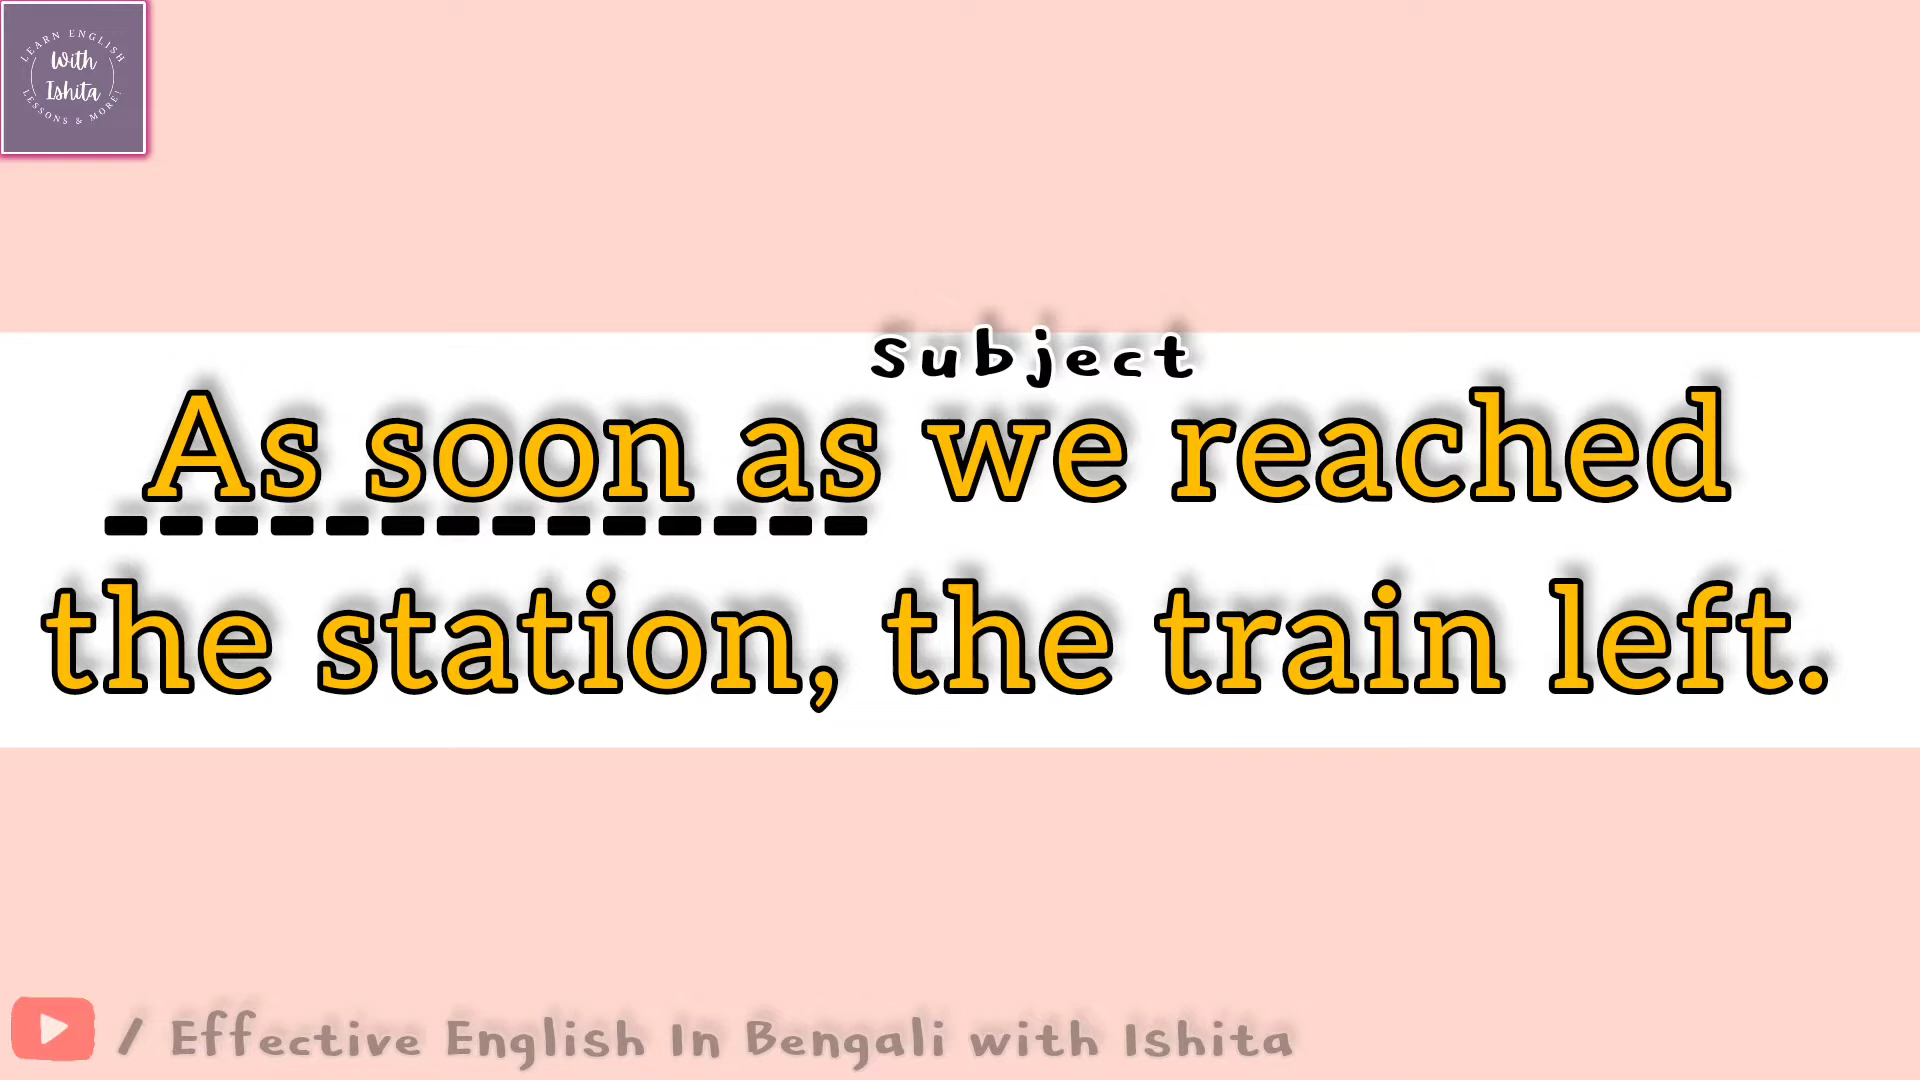 LEARN ENGLISH
With
Ishita
LESSONS & MORE!
Subject
As soon as we reached
the station, the train left.
/ Effective English In Bengali with Ishita